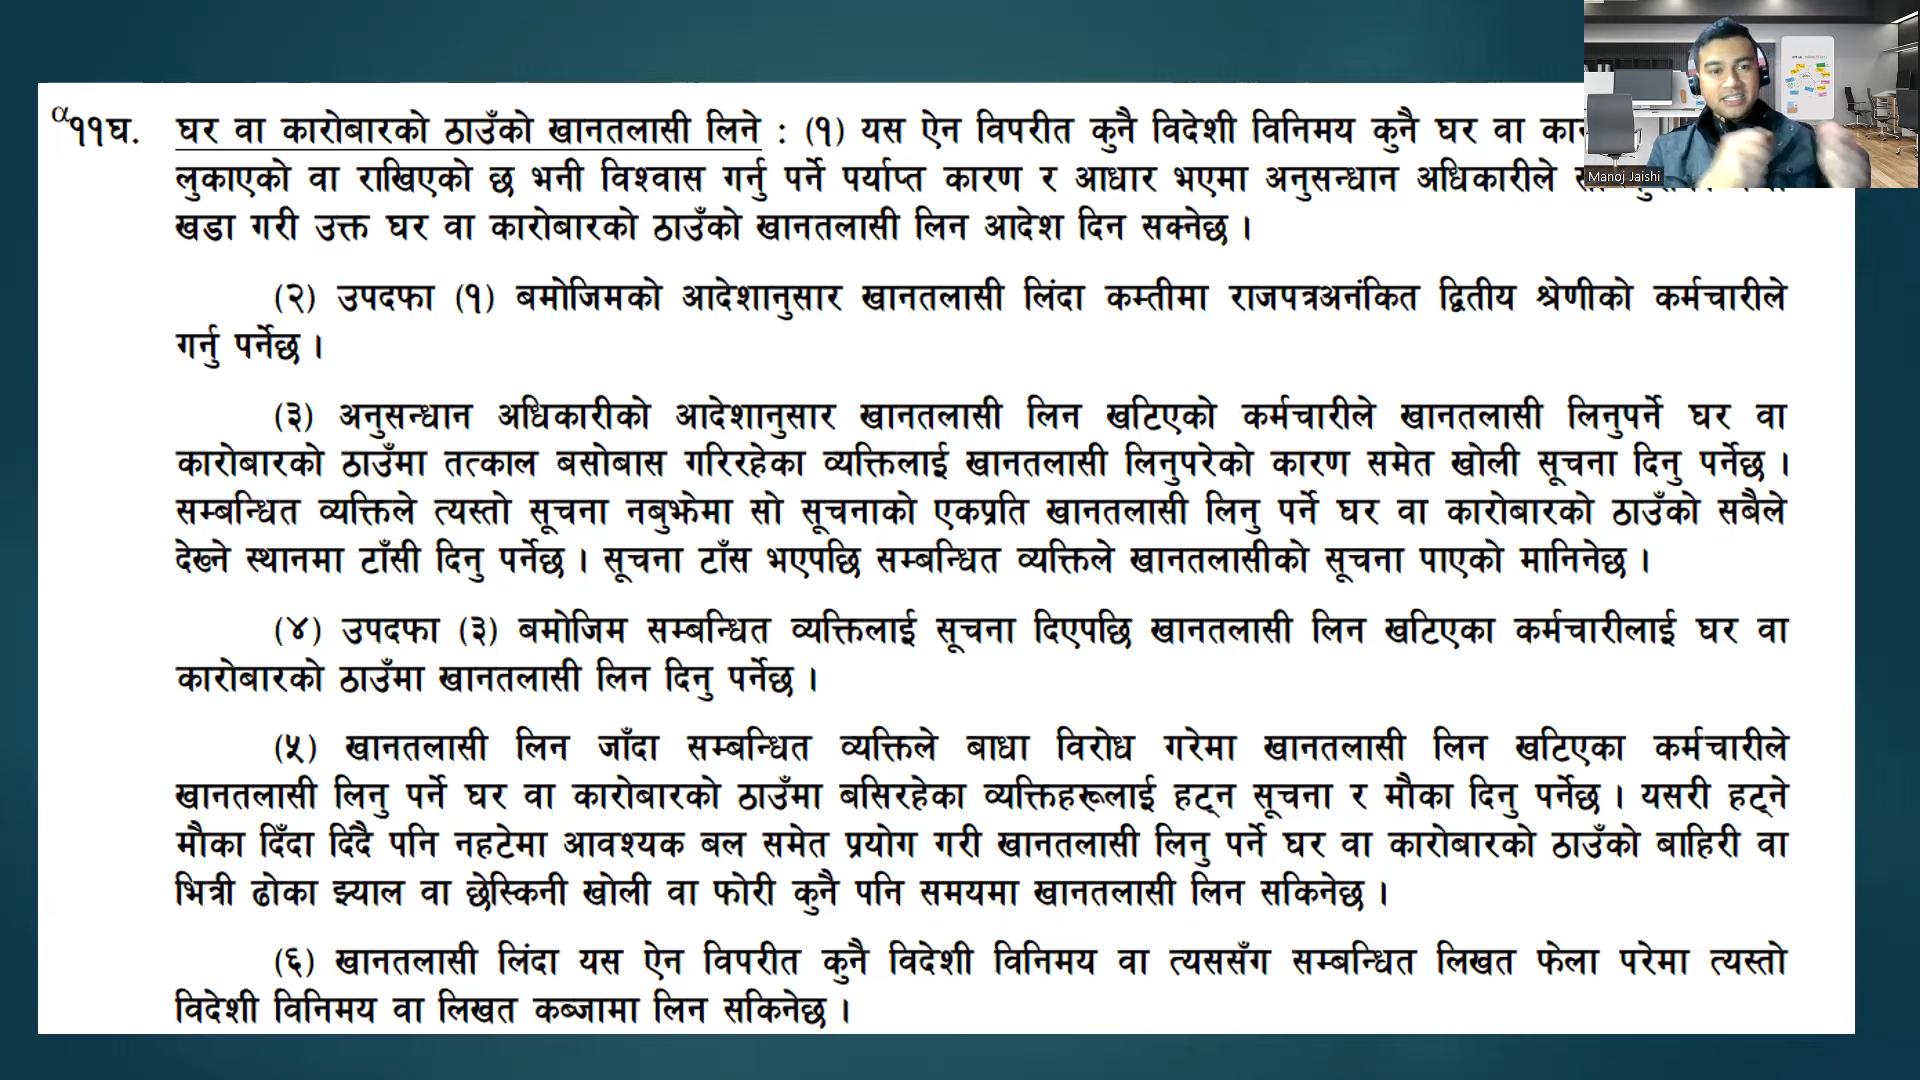 α११घ. घर वा कारोबारको ठाउँको खानतलासी लिने : (१) यस ऐन विपरीत कुनै विदेशी विनिमय कुनै घर वा
लुकाएको वा राखिएको छ भनी विश्वास गर्नु पर्ने पर्याप्त कारण र आधार भएमा अनुसन्धान अधिकारीले
खडा गरी उक्त घर वा कारोबारको ठाउँको खानतलासी लिन आदेश दिन सक्नेछ ।
(२) उपदफा (१) बमोजिमको आदेशानुसार खानतलासी लिंदा कम्तीमा राजपत्रअनंकित द्वितीय श्रेणीको कर्मचारीले
गर्नु पर्नेछ ।
(३) अनुसन्धान अधिकारीको आदेशानुसार खानतलासी लिन खटिएको कर्मचारीले खानतलासी लिनुपर्ने घर वा
कारोबारको ठाउँमा तत्काल बसोबास गरिरहेका व्यक्तिलाई खानतलासी लिनुपरेको कारण समेत खोली सूचना दिनु पर्नेछ ।
सम्बन्धित व्यक्तिले त्यस्तो सूचना नबुझेमा सो सूचनाको एकप्रति खानतलासी लिनु पर्ने घर वा कारोबारको ठाउँको सबैले
देख्ने स्थानमा टाँसी दिनु पर्नेछ । सूचना टाँस भएपछि सम्बन्धित व्यक्तिले खानतलासीको सूचना पाएको मानिनेछ ।
(४) उपदफा (३) बमोजिम सम्बन्धित व्यक्तिलाई सूचना दिएपछि खानतलासी लिन खटिएका कर्मचारीलाई घर वा
कारोबारको ठाउँमा खानतलासी लिन दिनु पर्नेछ ।
(५) खानतलासी लिन जाँदा सम्बन्धित व्यक्तिले बाधा विरोध गरेमा खानतलासी लिन खटिएका कर्मचारीले
खानतलासी लिनु पर्ने घर वा कारोबारको ठाउँमा बसिरहेका व्यक्तिहरूलाई हट्न सूचना र मौका दिनु पर्नेछ । यसरी हट्ने
मौका दिँदा दिंदै पनि नहटेमा आवश्यक बल समेत प्रयोग गरी खानतलासी लिनु पर्ने घर वा कारोबारको ठाउँको बाहिरी वा
भित्री ढोका झ्याल वा छेस्किनी खोली वा फोरी कुनै पनि समयमा खानतलासी लिन सकिनेछ ।
(६) खानतलासी लिंदा यस ऐन विपरीत कुनै विदेशी विनिमय वा त्यससँग सम्बन्धित लिखत फेला परेमा त्यस्तो
विदेशी विनिमय वा लिखत कब्जामा लिन सकिनेछ ।
Manoj Jaishi